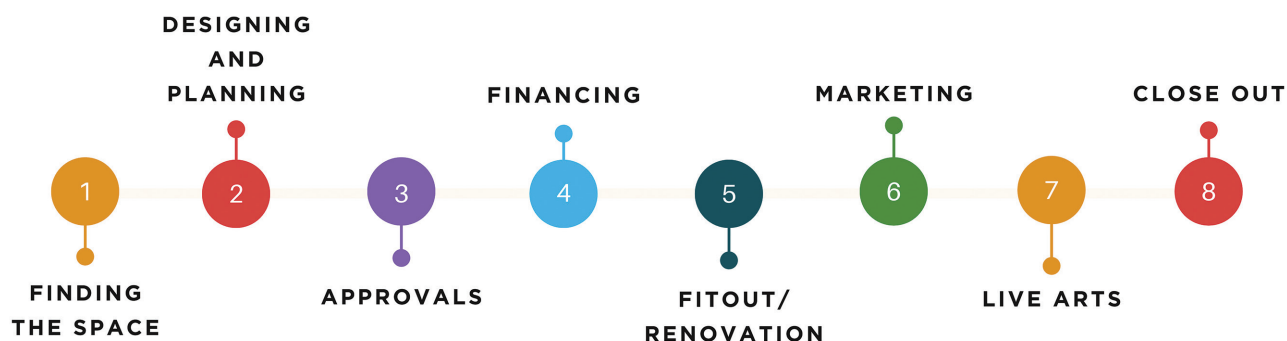 DESIGNING
AND
PLANNING
FINANCING
MARKETING
CLOSE OUT
1
2
3
4
5
6
7
8
FINDING
THE SPACE
APPROVALS
FITOUT/
RENOVATION
LIVE ARTS